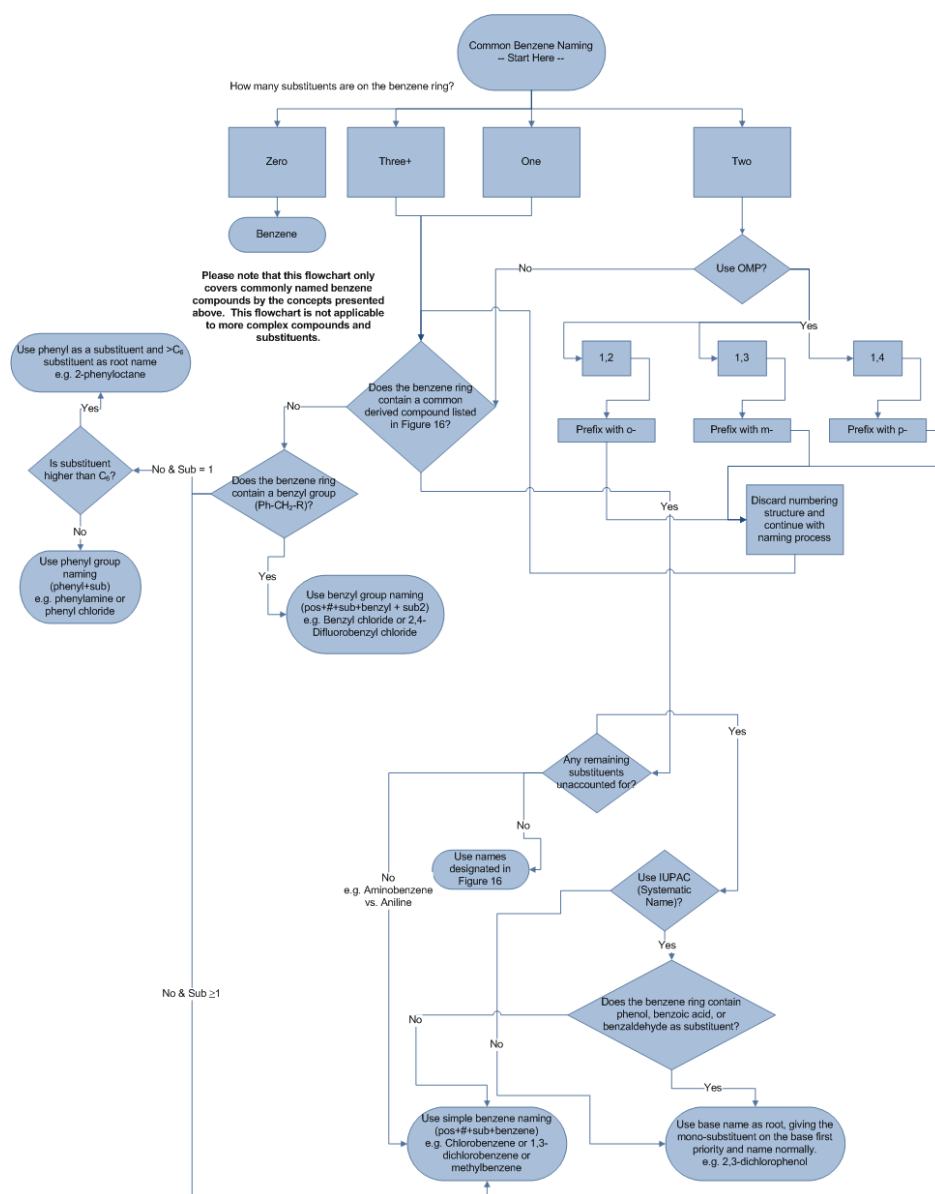 Common Benzene Naming
-- Start Here --
How many substituents are on the benzene ring?
Zero
Three+
One
Two
Benzene
Use OMP?
No
Yes
Please note that this flowchart only
covers commonly named benzene
compounds by the concepts presented
above. This flowchart is not applicable
to more complex compounds and
substituents.
1,2
1,3
1,4
Use phenyl as a substituent and >C₆
substituent as root name
e.g. 2-phenyloctane
Does the benzene ring
contain a common
derived compound listed
in Figure 16?
Prefix with o-
Prefix with m-
Prefix with p-
Yes
No
Is substituent
higher than C₆?
No & Sub = 1
Does the benzene ring
contain a benzyl group
(Ph-CH₂-R)?
Yes
Discard numbering
structure and
continue with
naming process
No
Use phenyl group
naming
(phenyl+sub)
e.g. phenylamine or
phenyl chloride
Yes
Use benzyl group naming
(pos+#+sub+benzyl + sub2)
e.g. Benzyl chloride or 2,4-
Difluorobenzyl chloride
Yes
Any remaining
substituents
unaccounted for?
No
Use names
designated in
Figure 16
No
e.g. Aminobenzene
vs. Aniline
Use IUPAC
(Systematic
Name)?
Yes
No & Sub ≥1
Does the benzene ring contain
phenol, benzoic acid, or
benzaldehyde as substituent?
No
No
Yes
Use simple benzene naming
(pos+#+sub+benzene)
e.g. Chlorobenzene or 1,3-
dichlorobenzene or
methylbenzene
Use base name as root, giving the
mono-substituent on the base first
priority and name normally.
e.g. 2,3-dichlorophenol